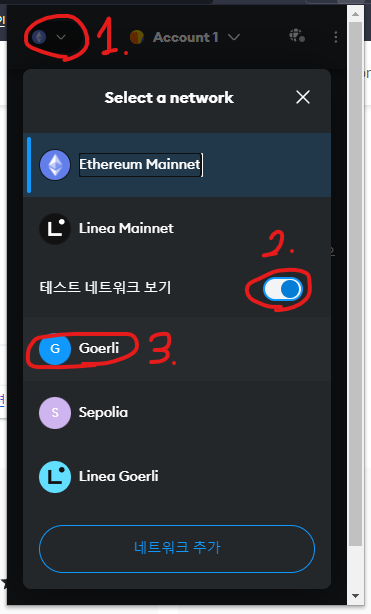 1.
Account 1
Select a network
Ethereum Mainnet
Linea Mainnet
2.
테스트 네트워크 보기
G Goerli 3.
S Sepolia
Linea Goerli
네트워크 추가